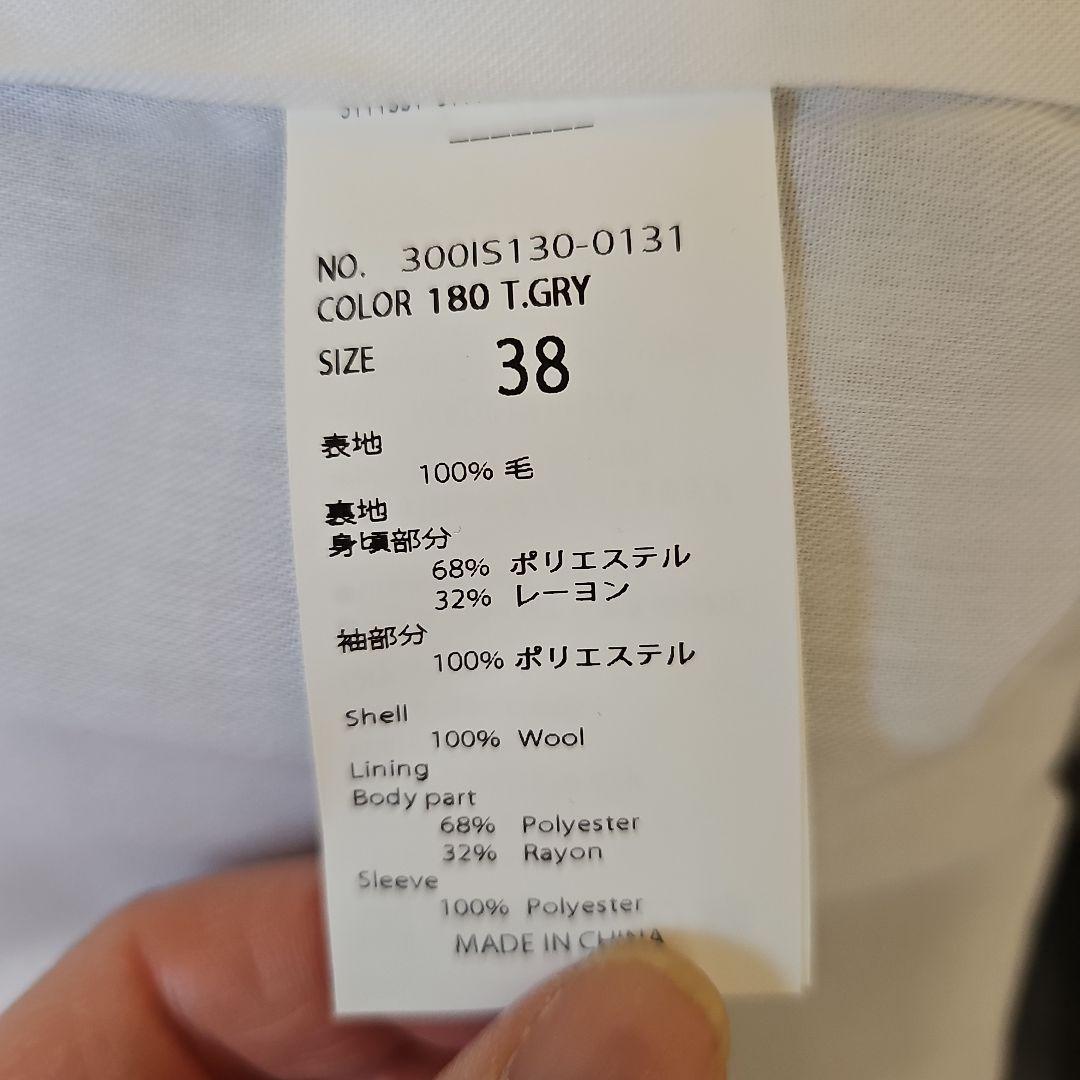 NO. 300IS130-0131
COLOR 180 T.GRY
SIZE 38
表地
100% 毛
裏地
身頃部分
68% ポリエステル
32% レーヨン
袖部分
100% ポリエステル
Shell
100% Wool
Lining
Body part
68% Polyester
32% Rayon
Sleeve
100% Polyester
MADE IN CHINA